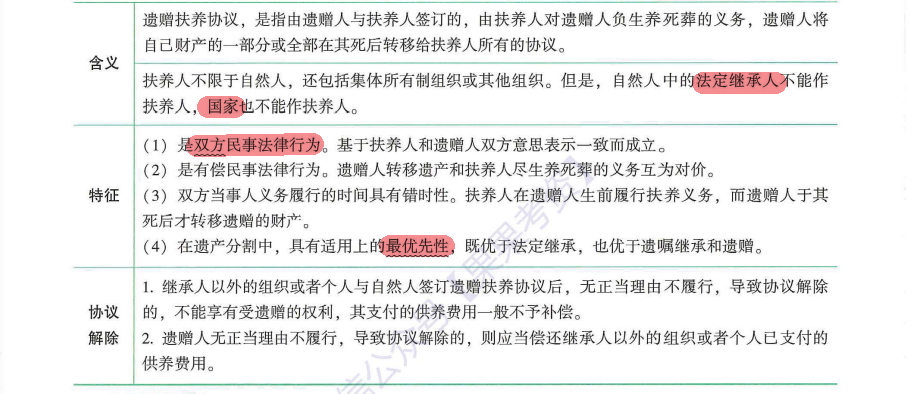 遗赠扶养协议，是指由遗赠人与扶养人签订的，由扶养人对遗赠人负生养死葬的义务，遗赠人将
自己财产的一部分或全部在其死后转移给扶养人所有的协议。
含义
扶养人不限于自然人，还包括集体所有制组织或其他组织。但是，自然人中的法定继承人不能作
扶养人，国家也不能作扶养人。
（1）是双方民事法律行为。基于扶养人和遗赠人双方意思表示一致而成立。
（2）是有偿民事法律行为。遗赠人转移遗产和扶养人尽生养死葬的义务互为对价。
特征
（3）双方当事人义务履行的时间具有错时性。扶养人在遗赠人生前履行扶养义务，而遗赠人于其
死后才转移遗赠的财产。
（4）在遗产分割中，具有适用上的最优先性，既优于法定继承，也优于遗嘱继承和遗赠。
1. 继承人以外的组织或者个人与自然人签订遗赠扶养协议后，无正当理由不履行，导致协议解除
协议
的，不能享有受遗赠的权利，其支付的供养费用一般不予补偿。
解除
2. 遗赠人无正当理由不履行，导致协议解除的，则应当偿还继承人以外的组织或者个人已支付的
供养费用。
信公众号【果果考资】